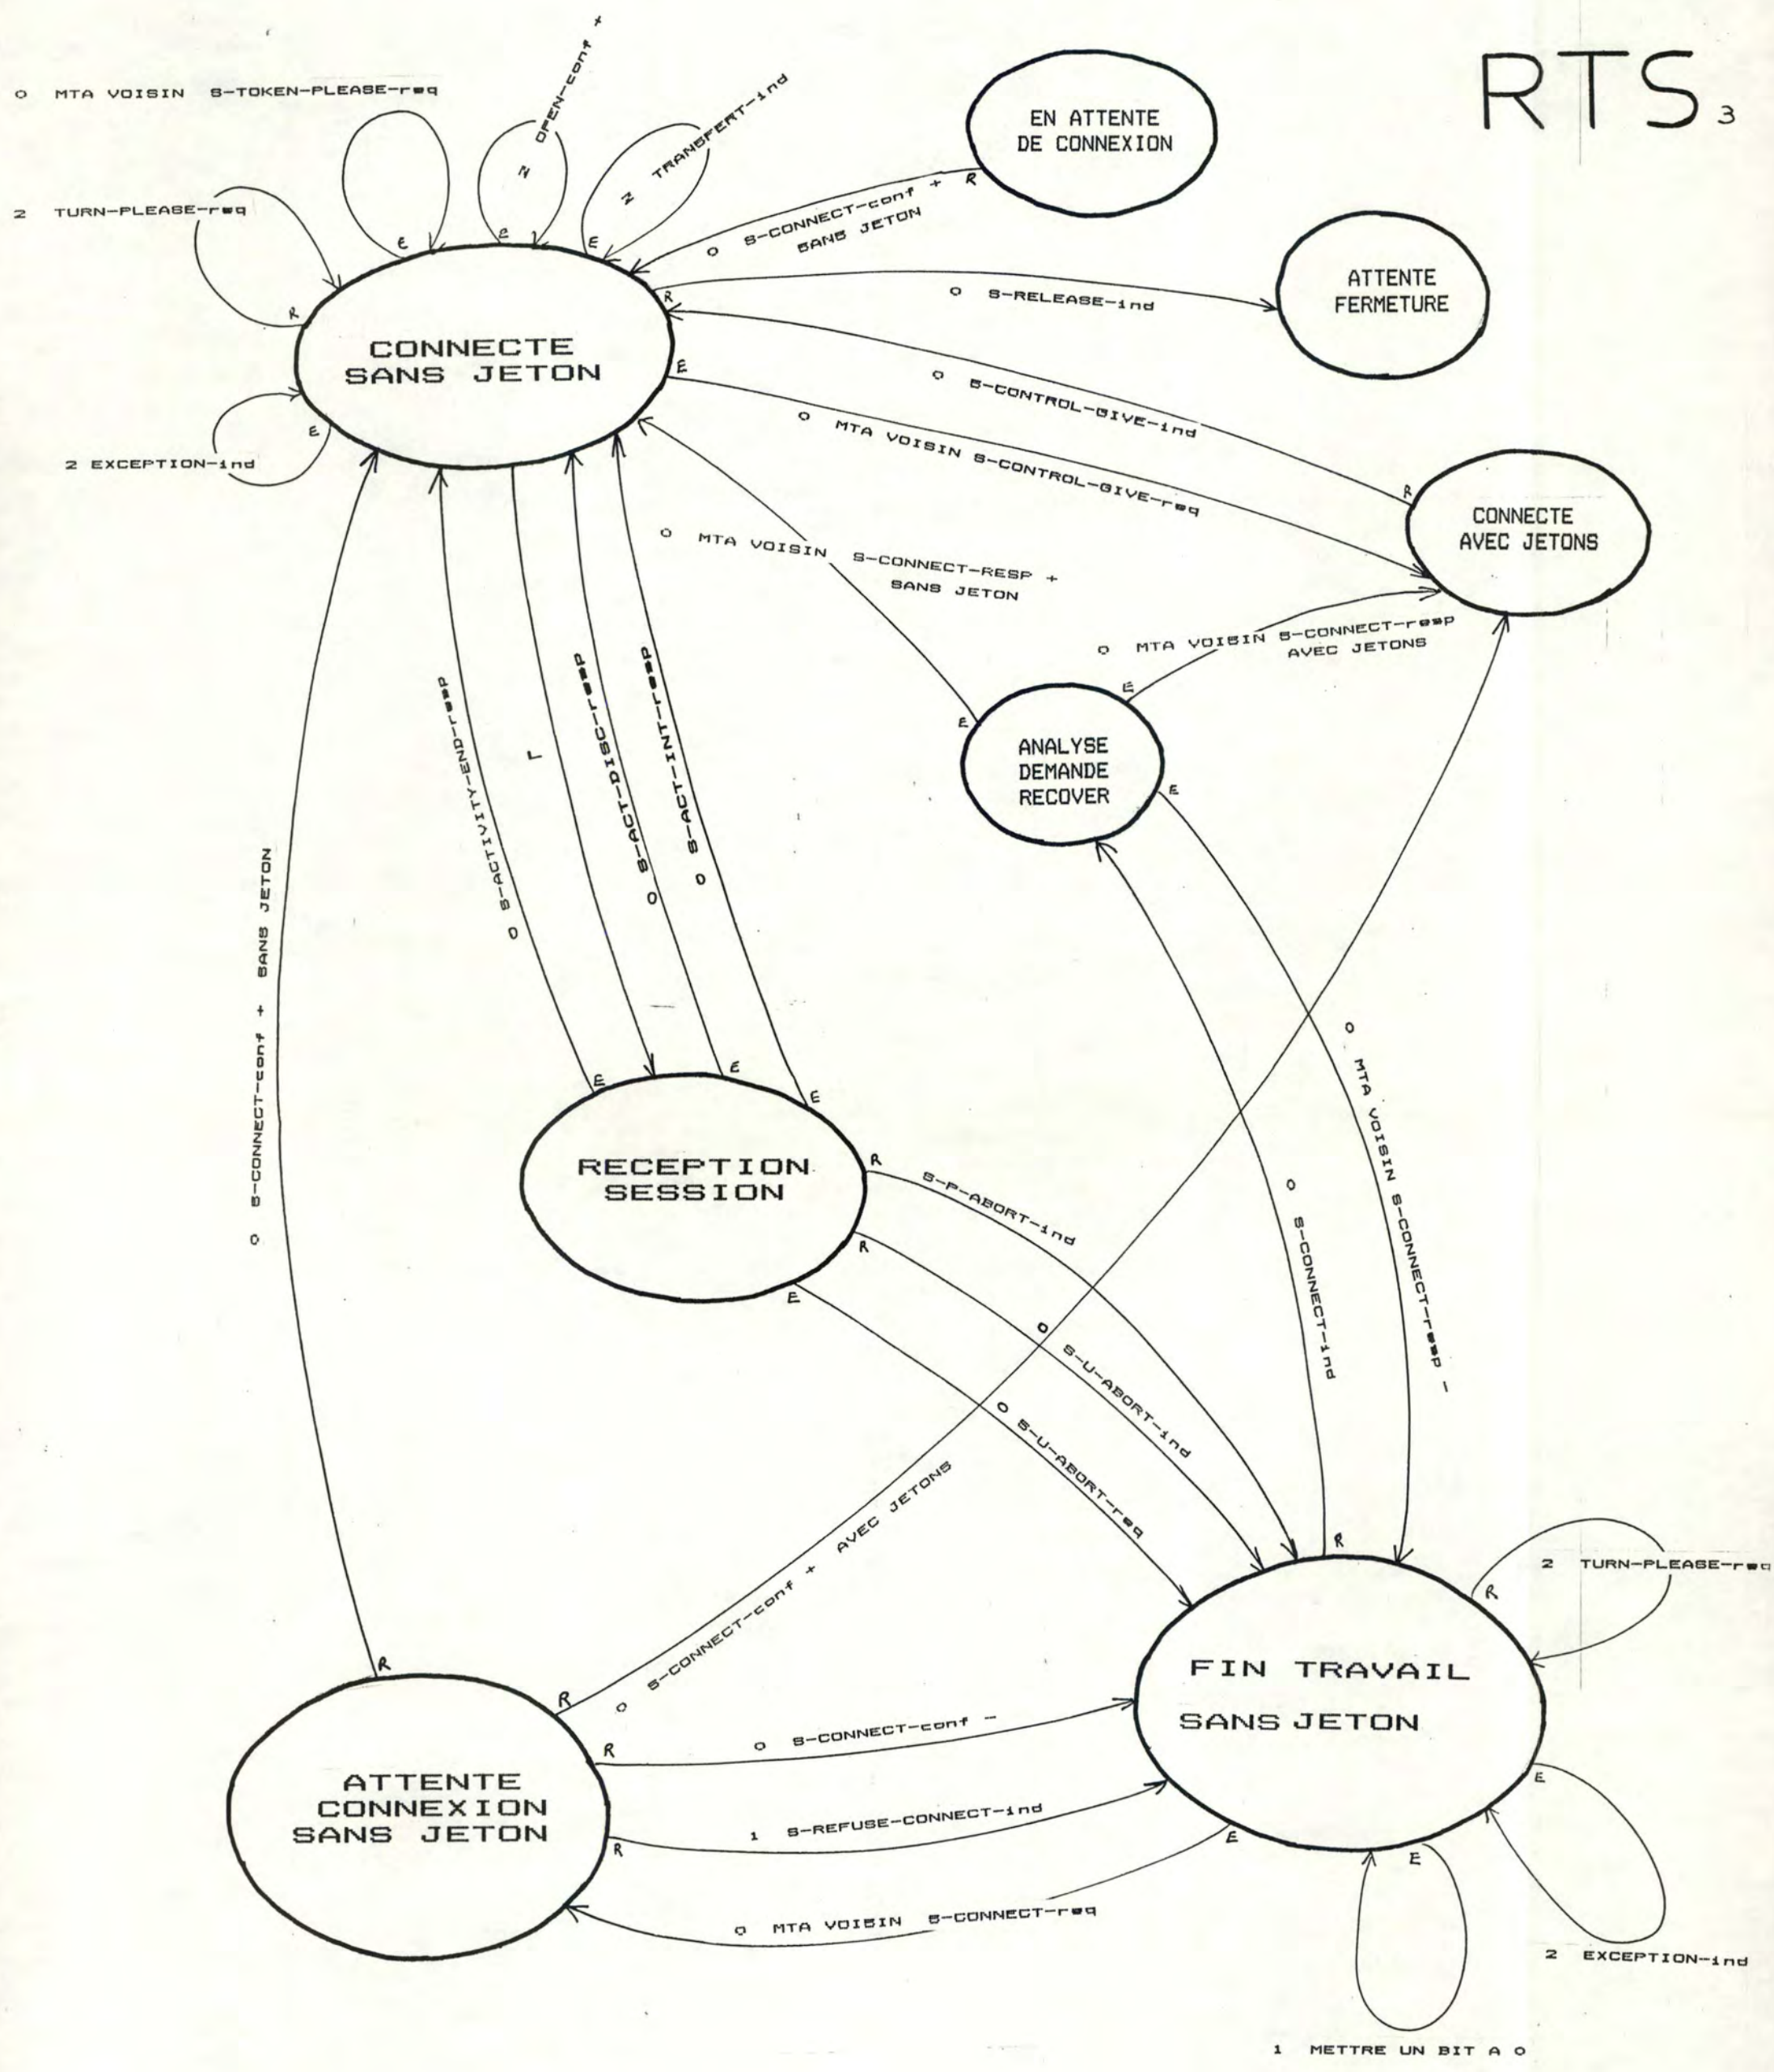 RTS 3
0 MTA VOISIN S-TOKEN-PLEASE-req
2 OPEN-conf +
2 TRANSFERT-ind
EN ATTENTE
DE CONNEXION
2 TURN-PLEASE-req
0 S-CONNECT-conf +
SANS JETON
R
E
E
E
R
ATTENTE
FERMETURE
0 S-RELEASE-ind
R
CONNECTE
SANS JETON
E
0 S-CONTROL-GIVE-ind
0 MTA VOISIN S-CONTROL-GIVE-req
E
2 EXCEPTION-ind
R
CONNECTE
AVEC JETONS
0 MTA VOISIN S-CONNECT-RESP +
SANS JETON
0 MTA VOISIN S-CONNECT-resp
AVEC JETONS
E
E
ANALYSE
DEMANDE
RECOVER
E
0 S-ACTIVITY-END-resp
L
0 S-ACT-DISC-resp
0 S-ACT-INT-resp
0 S-CONNECT-conf + SANS JETON
0 MTA VOISIN S-CONNECT-resp -
E
E
E
RECEPTION
SESSION
R
S-P-ABORT-ind
R
E
0 S-CONNECT-ind
0 S-U-ABORT-ind
0 S-U-ABORT-req
0 S-CONNECT-conf + AVEC JETONS
R
2 TURN-PLEASE-req
R
R
R
FIN TRAVAIL
SANS JETON
R
0 S-CONNECT-conf -
E
ATTENTE
CONNEXION
SANS JETON
1 S-REFUSE-CONNECT-ind
R
E
E
0 MTA VOISIN S-CONNECT-req
2 EXCEPTION-ind
1 METTRE UN BIT A 0